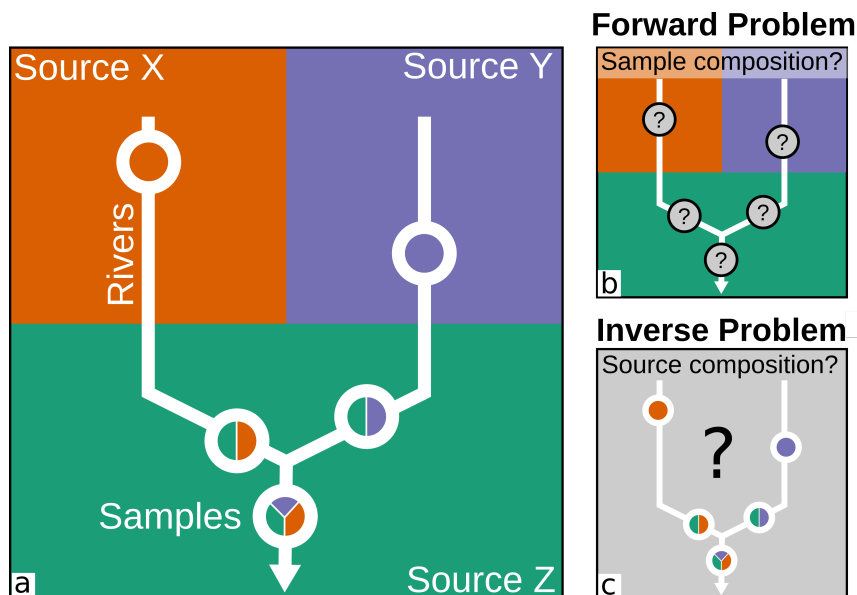 Source X
Source Y
Rivers
Samples
Source Z
a
Forward Problem
Sample composition?
?
?
?
?
?
b
Inverse Problem
Source composition?
?
c